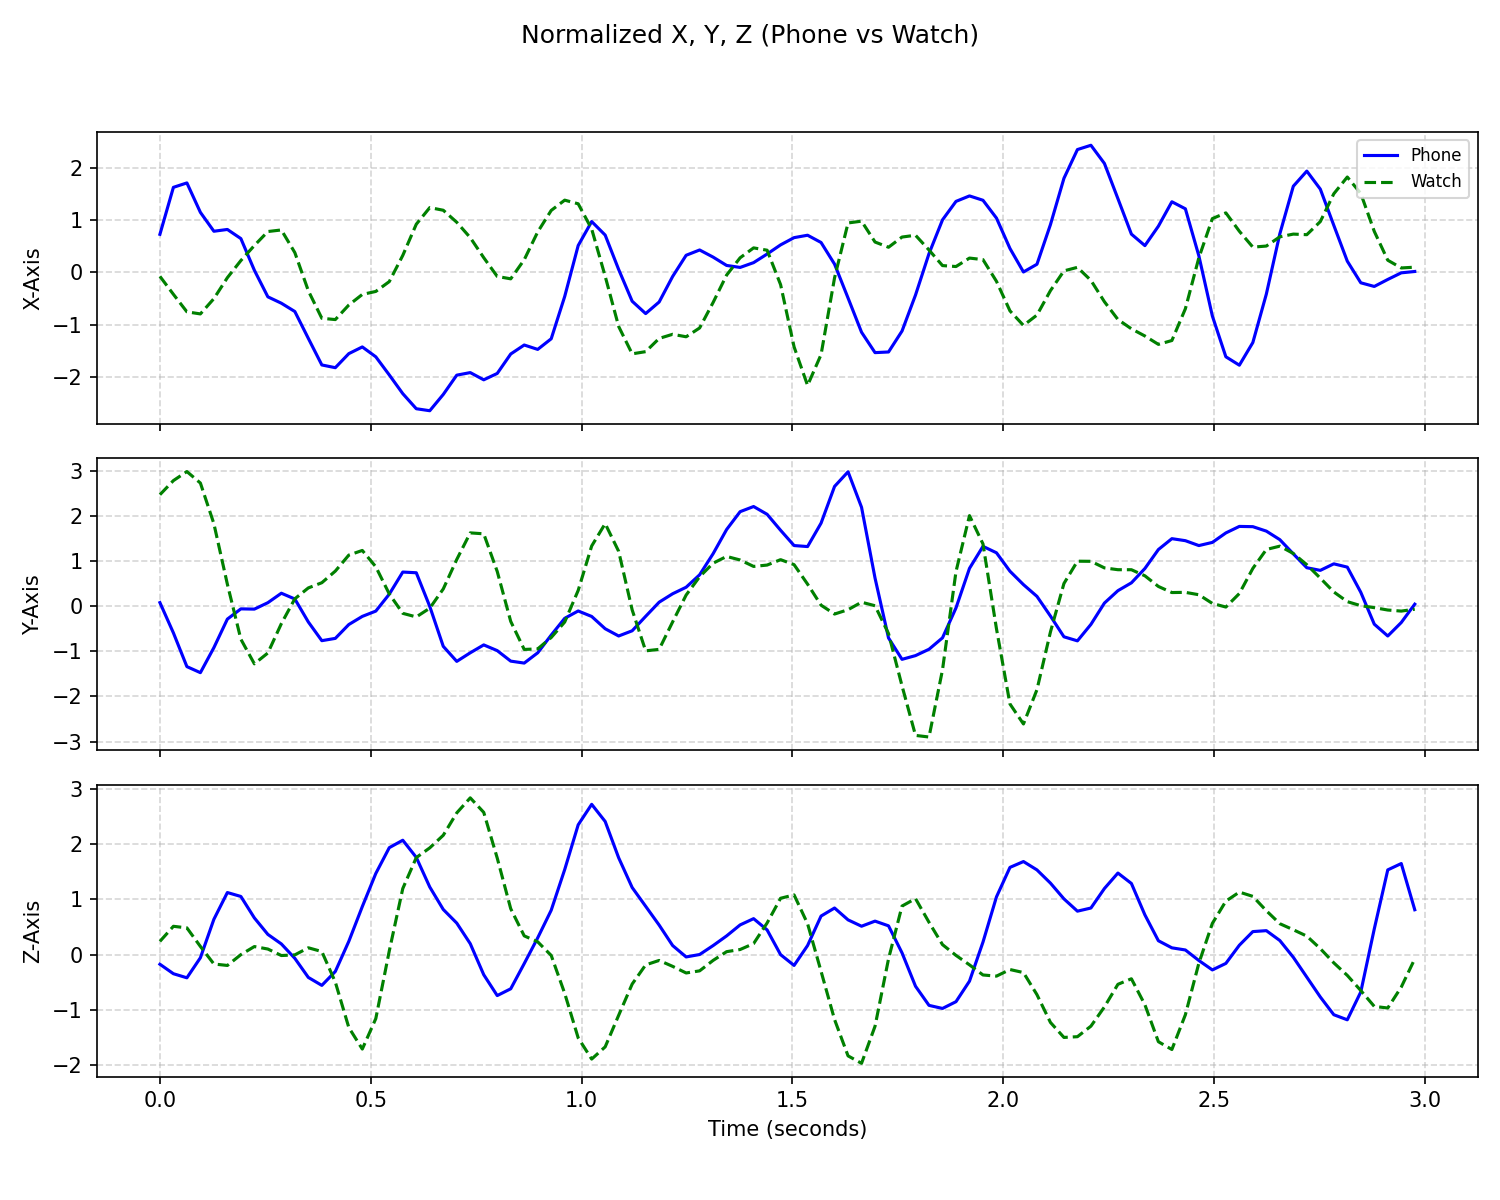 Normalized X, Y, Z (Phone vs Watch)
Phone
Watch
2
1
0
−1
−2
X-Axis
3
2
1
0
−1
−2
−3
Y-Axis
3
2
1
0
−1
−2
Z-Axis
0.0 0.5 1.0 1.5 2.0 2.5 3.0
Time (seconds)